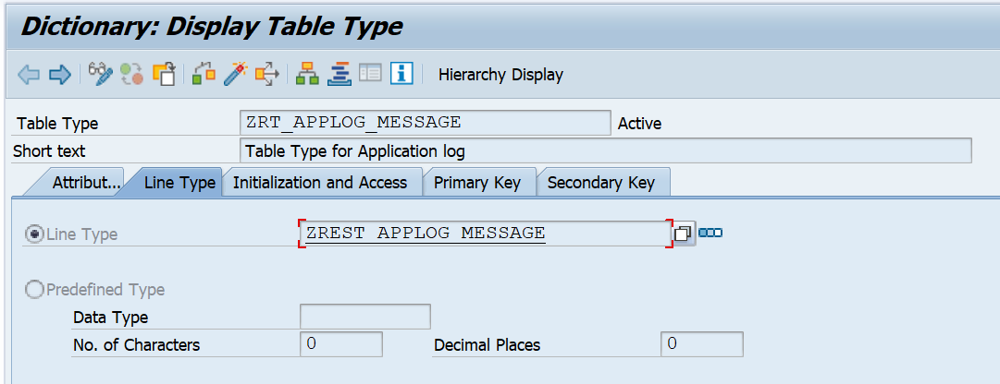 Dictionary: Display Table Type
Hierarchy Display
Table Type ZRT_APPLOG_MESSAGE Active
Short text Table Type for Application log
Attribut... Line Type Initialization and Access Primary Key Secondary Key
Line Type ZREST_APPLOG_MESSAGE
Predefined Type
Data Type
No. of Characters 0 Decimal Places 0